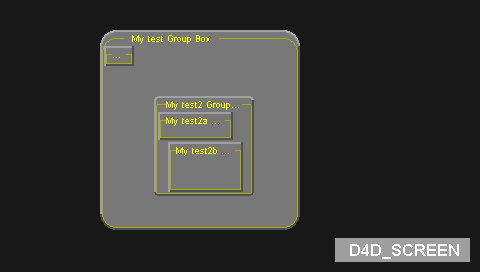 My test Group Box
...
My test2 Group...
My test2a ...
My test2b ...
D4D_SCREEN